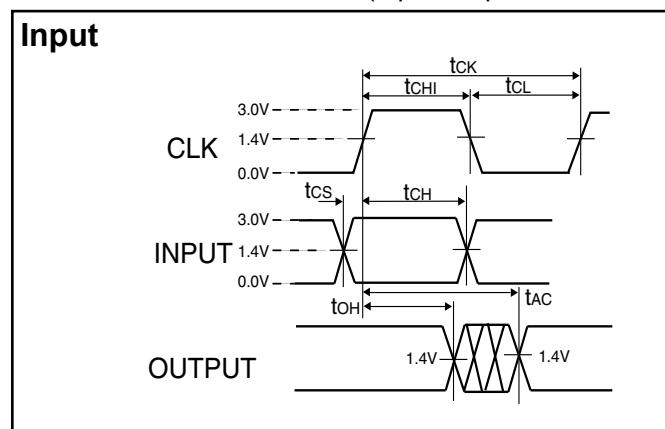 Input
tCK
tCHI
tCL
3.0V
1.4V
CLK
0.0V
tCS
tCH
3.0V
INPUT 1.4V
0.0V
tAC
tOH
1.4V
1.4V
OUTPUT